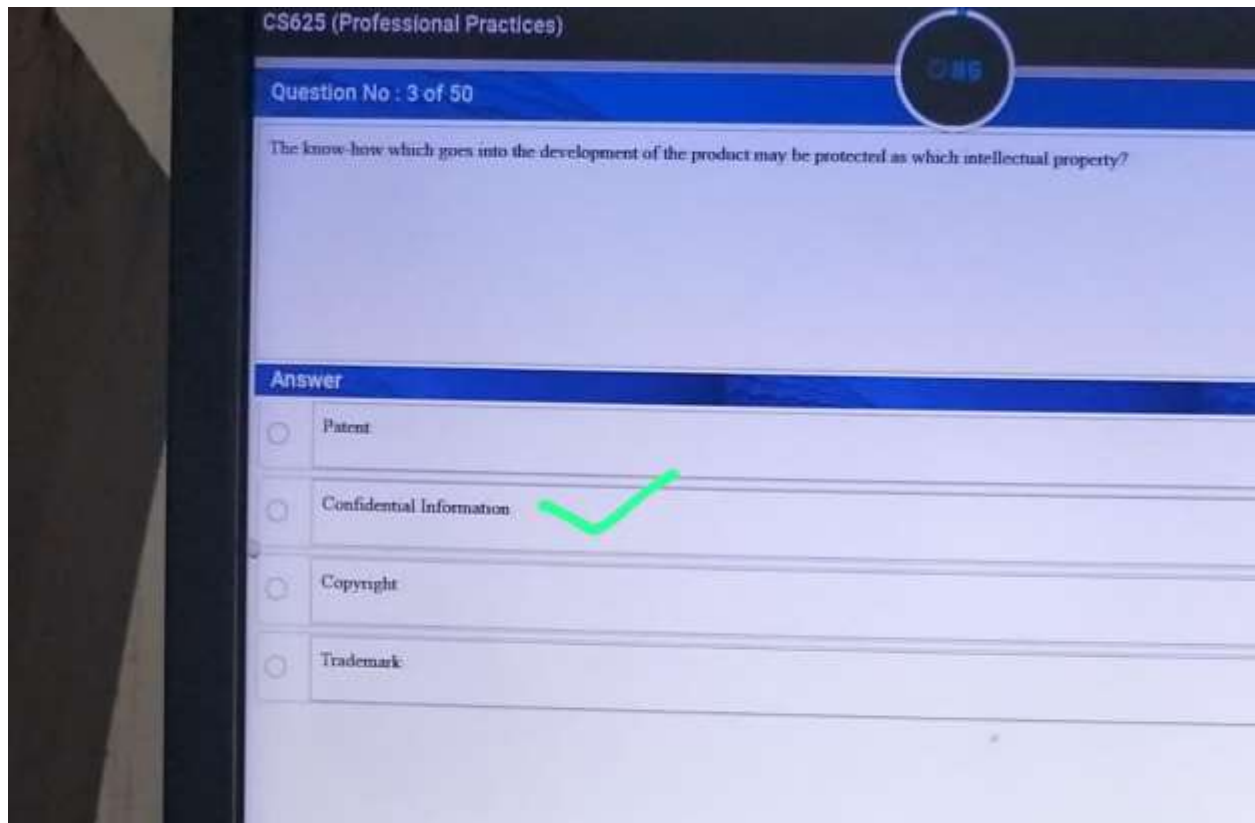 CS625 (Professional Practices)
Question No : 3 of 50
The know-how which goes into the development of the product may be protected as which intellectual property?
Answer
Patent
Confidential Information
Copyright
Trademark